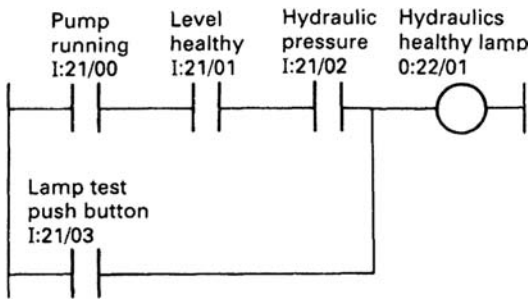 Pump
running
I:21/00
Level
healthy
I:21/01
Hydraulic
pressure
I:21/02
Hydraulics
healthy lamp
0:22/01
Lamp test
push button
I:21/03